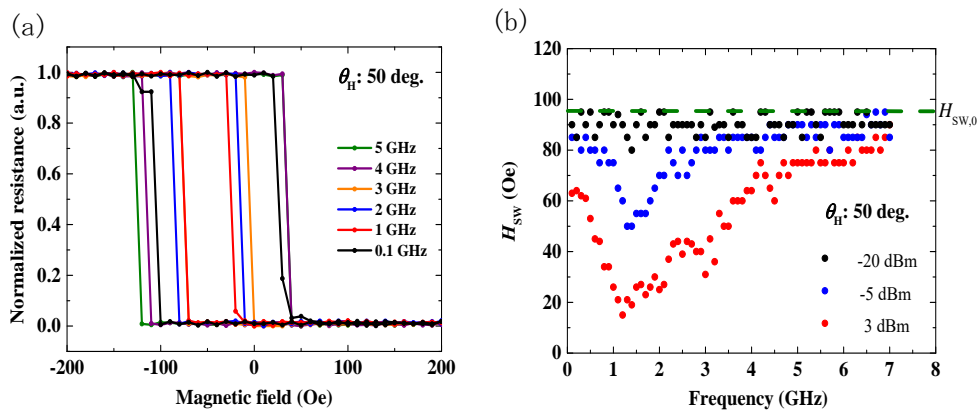 (a)
Normalized resistance (a.u.)
1.0
0.8
0.6
0.4
0.2
0.0
θH: 50 deg.
5 GHz
4 GHz
3 GHz
2 GHz
1 GHz
0.1 GHz
-200 -100 0 100 200
Magnetic field (Oe)
(b)
HSW (Oe)
120
100
80
60
40
20
0
HSW,0
θH: 50 deg.
-20 dBm
-5 dBm
3 dBm
0 1 2 3 4 5 6 7 8
Frequency (GHz)